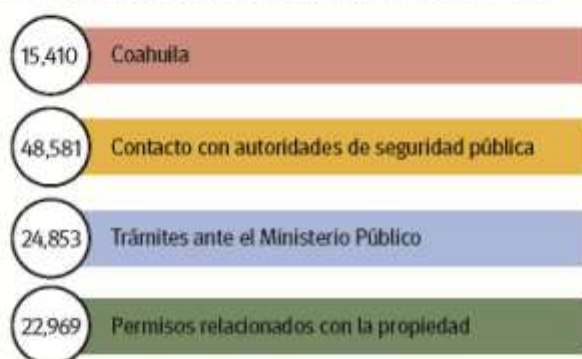 15,410 Coahuila
48,581 Contacto con autoridades de seguridad pública
24,853 Trámites ante el Ministerio Público
22,969 Permisos relacionados con la propiedad